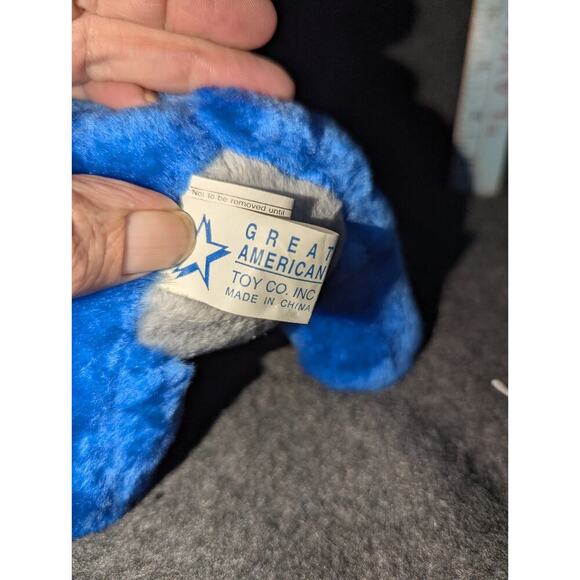 Not to be removed until
GREAT
AMERICAN
TOY CO. INC
MADE IN CHINA